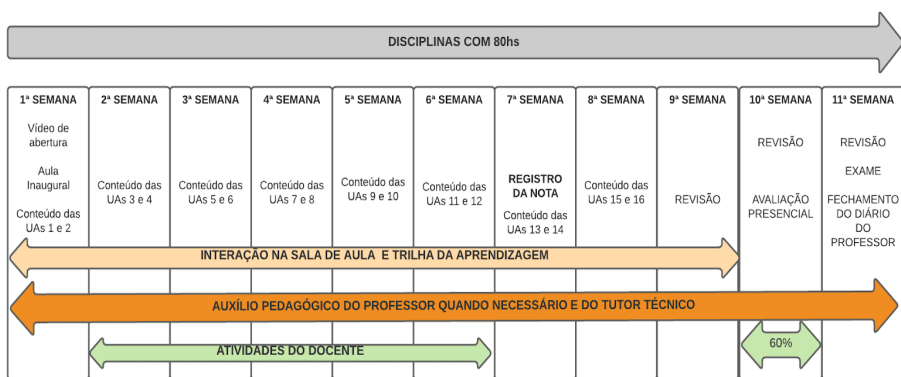 DISCIPLINAS COM 80hs
1ª SEMANA
Vídeo de
abertura
Aula
Inaugural
Conteúdo das
UAs 1 e 2
2ª SEMANA
Conteúdo das
UAs 3 e 4
3ª SEMANA
Conteúdo das
UAs 5 e 6
4ª SEMANA
Conteúdo das
UAs 7 e 8
5ª SEMANA
Conteúdo das
UAs 9 e 10
6ª SEMANA
Conteúdo das
UAs 11 e 12
7ª SEMANA
REGISTRO
DA NOTA
Conteúdo das
UAs 13 e 14
8ª SEMANA
Conteúdo das
UAs 15 e 16
9ª SEMANA
REVISÃO
10ª SEMANA
REVISÃO
AVALIAÇÃO
PRESENCIAL
11ª SEMANA
REVISÃO
EXAME
FECHAMENTO
DO DIÁRIO
DO
PROFESSOR
INTERAÇÃO NA SALA DE AULA E TRILHA DA APRENDIZAGEM
AUXÍLIO PEDAGÓGICO DO PROFESSOR QUANDO NECESSÁRIO E DO TUTOR TÉCNICO
ATIVIDADES DO DOCENTE
60%